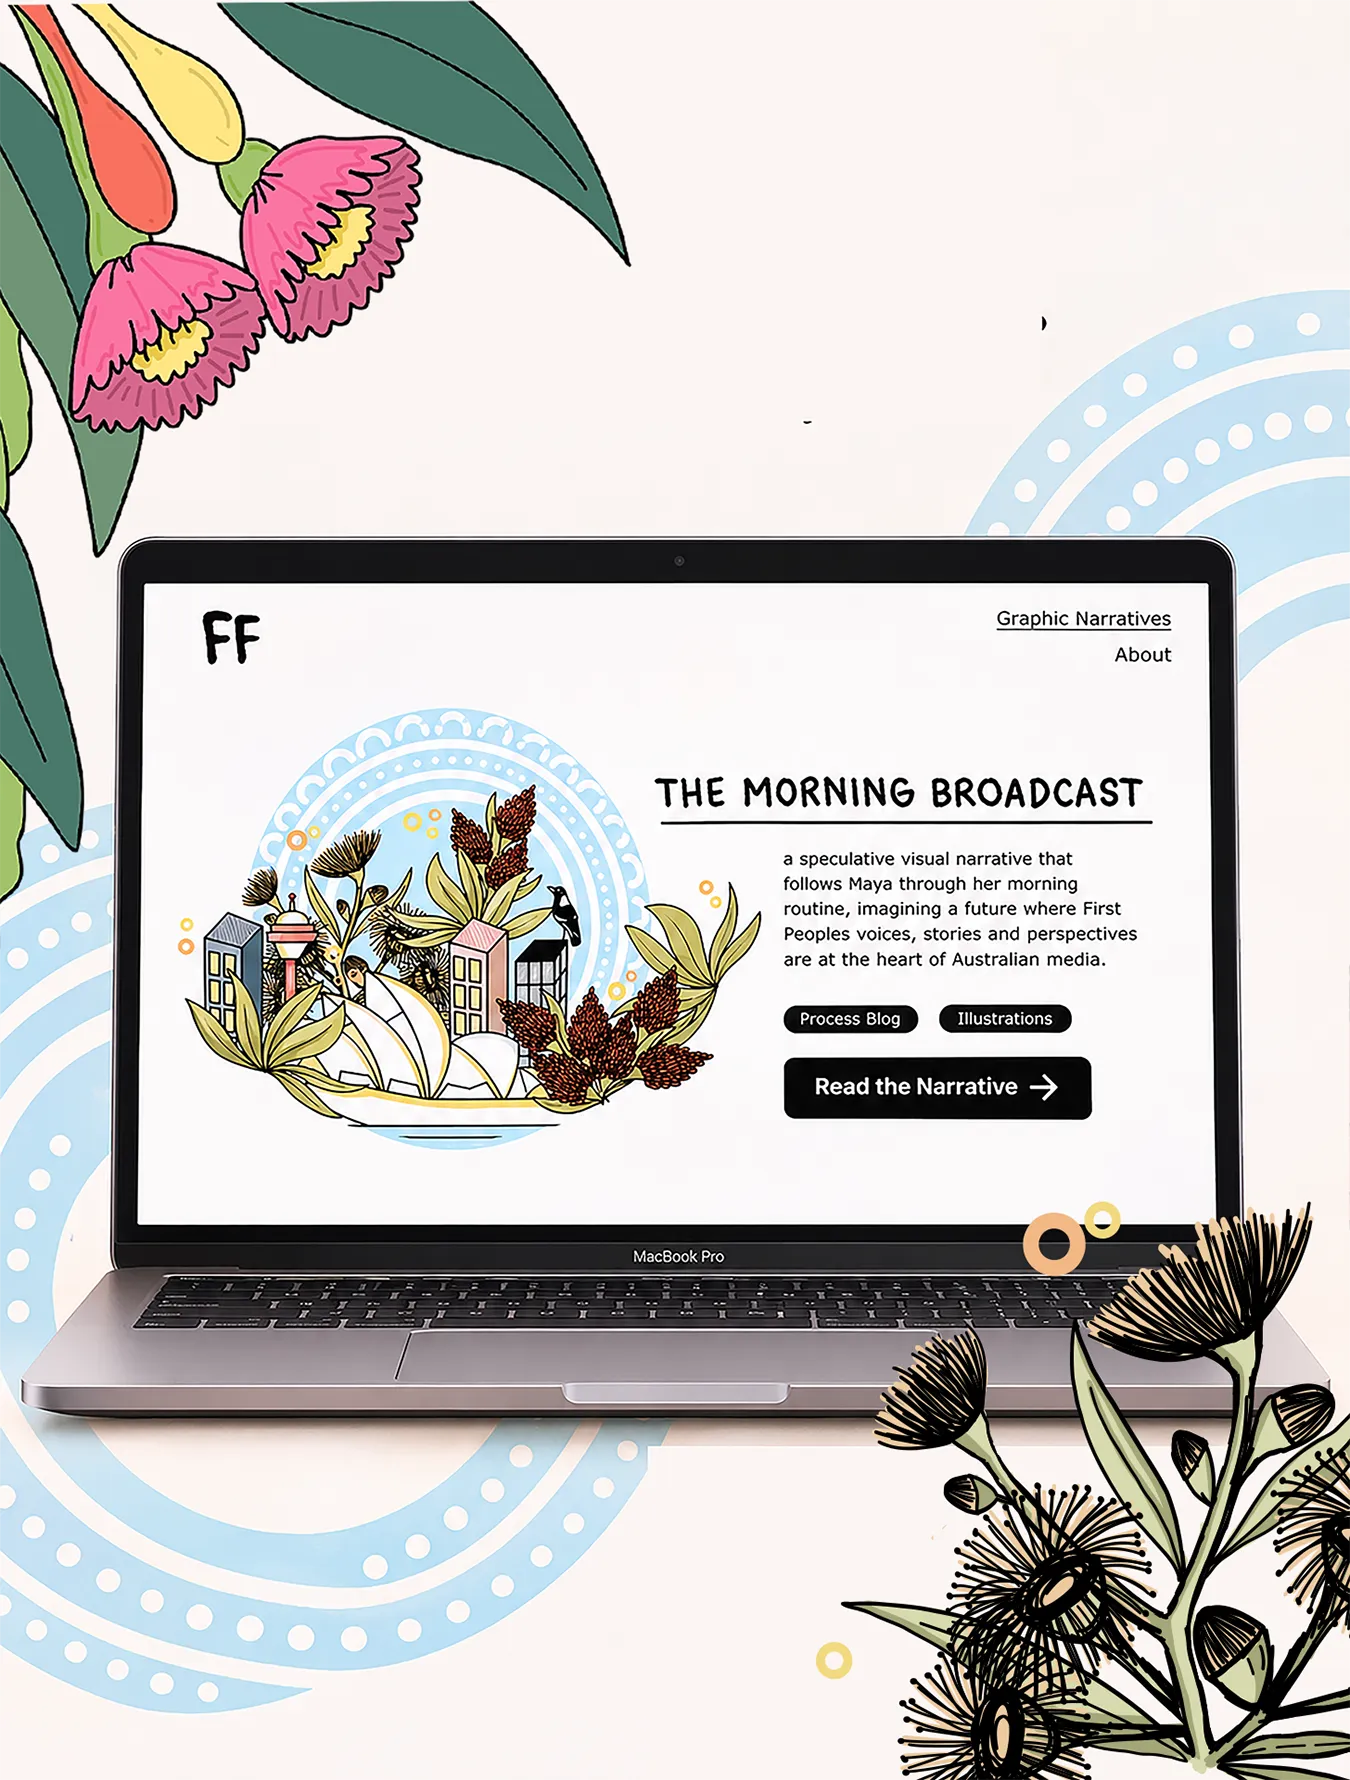 FF
Graphic Narratives
About
THE MORNING BROADCAST
a speculative visual narrative that
follows Maya through her morning
routine, imagining a future where First
Peoples voices, stories and perspectives
are at the heart of Australian media.
Process Blog
Illustrations
Read the Narrative →
MacBook Pro